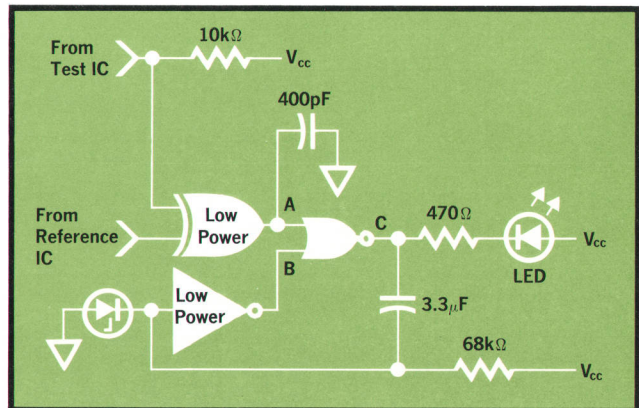 From
Test IC
10kΩ
Vcc
400pF
From
Reference
IC
Low
Power
A
B
C
470Ω
Vcc
LED
Low
Power
3.3μF
68kΩ
Vcc